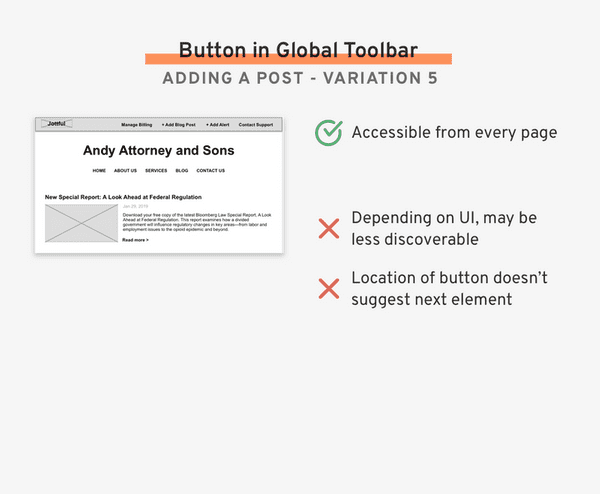 Button in Global Toolbar
ADDING A POST - VARIATION 5
Jottful
Manage Billing + Add Blog Post + Add Alert Contact Support
Andy Attorney and Sons
HOME ABOUT US SERVICES BLOG CONTACT US
New Special Report: A Look Ahead at Federal Regulation
Jan 29, 2019
Download your free copy of the latest Bloomberg Law Special Report: A Look
Ahead at Federal Regulation. This report examines how a divided
government will influence regulatory changes in key areas—from labor and
employment issues to the opioid epidemic and beyond.
Read more >
Accessible from every page
Depending on UI, may be
less discoverable
Location of button doesn't
suggest next element